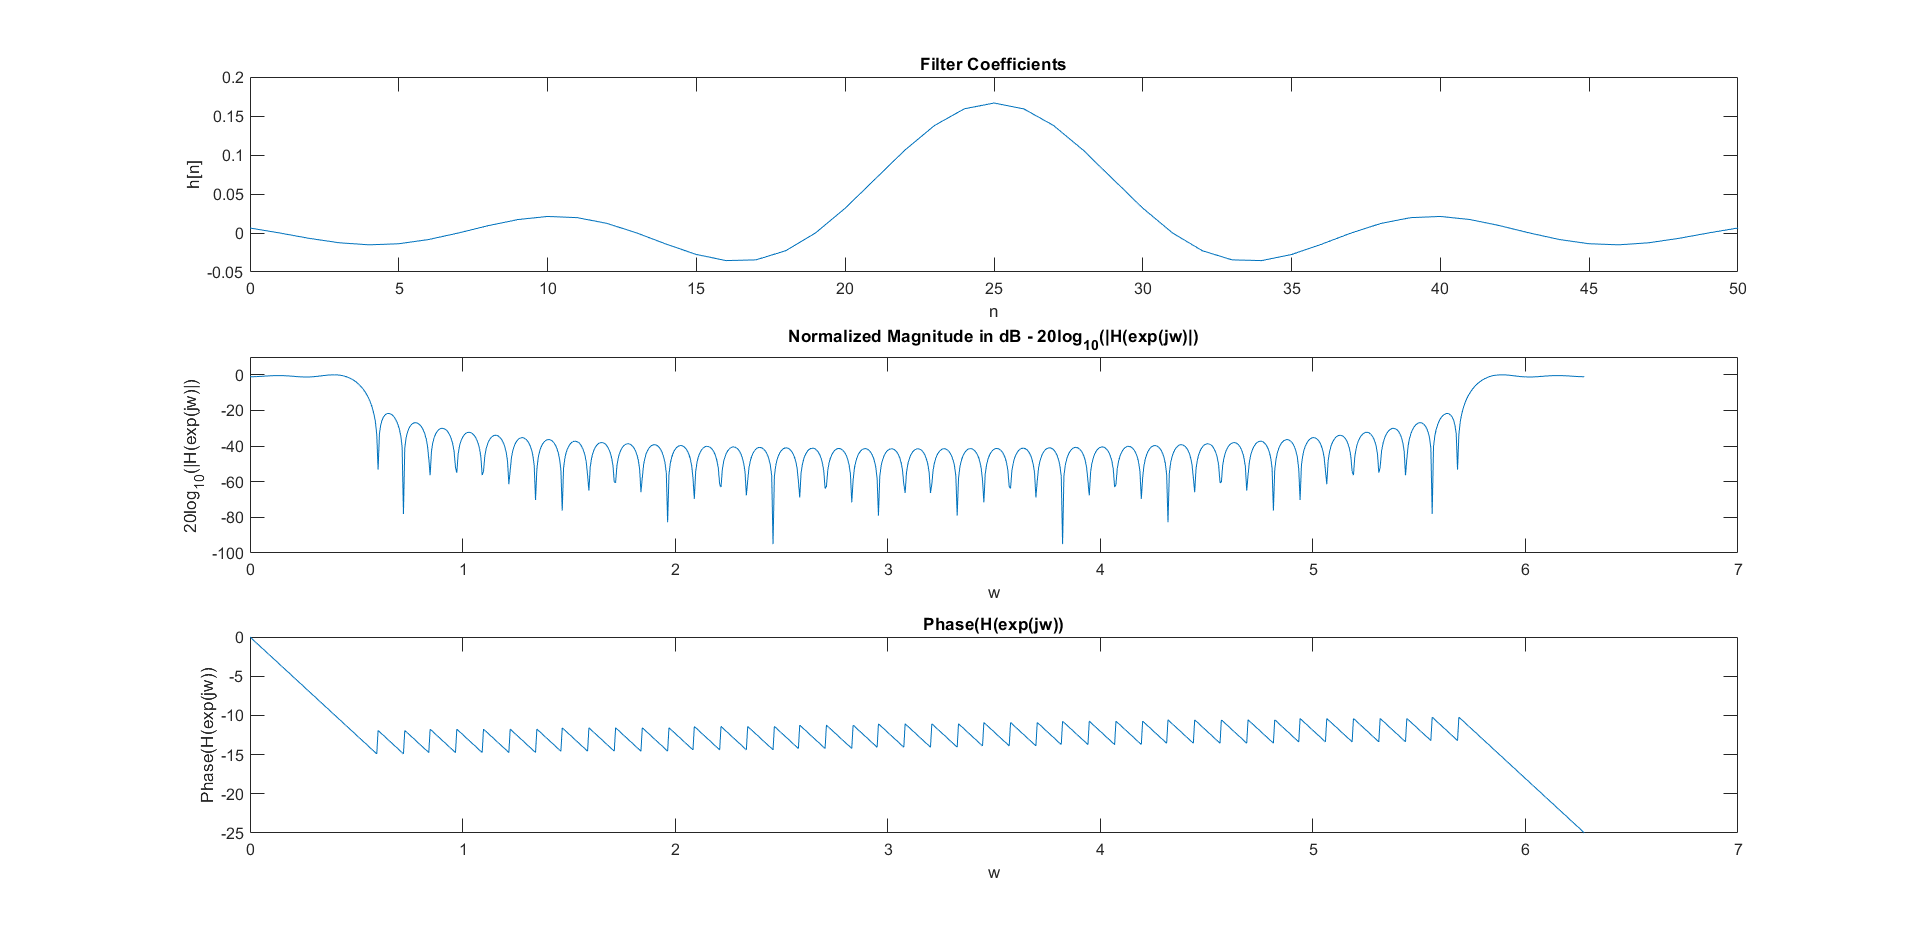 Filter Coefficients
0.2
0.15
0.1
0.05
0
-0.05
h[n]
0 5 10 15 20 25 30 35 40 45 50
n
Normalized Magnitude in dB - 20log10(|H(exp(jw)|)
0
-20
-40
-60
-80
-100
20log10(|H(exp(jw)|)
0 1 2 3 4 5 6 7
w
Phase(H(exp(jw))
0
-5
-10
-15
-20
-25
Phase(H(exp(jw))
0 1 2 3 4 5 6 7
w